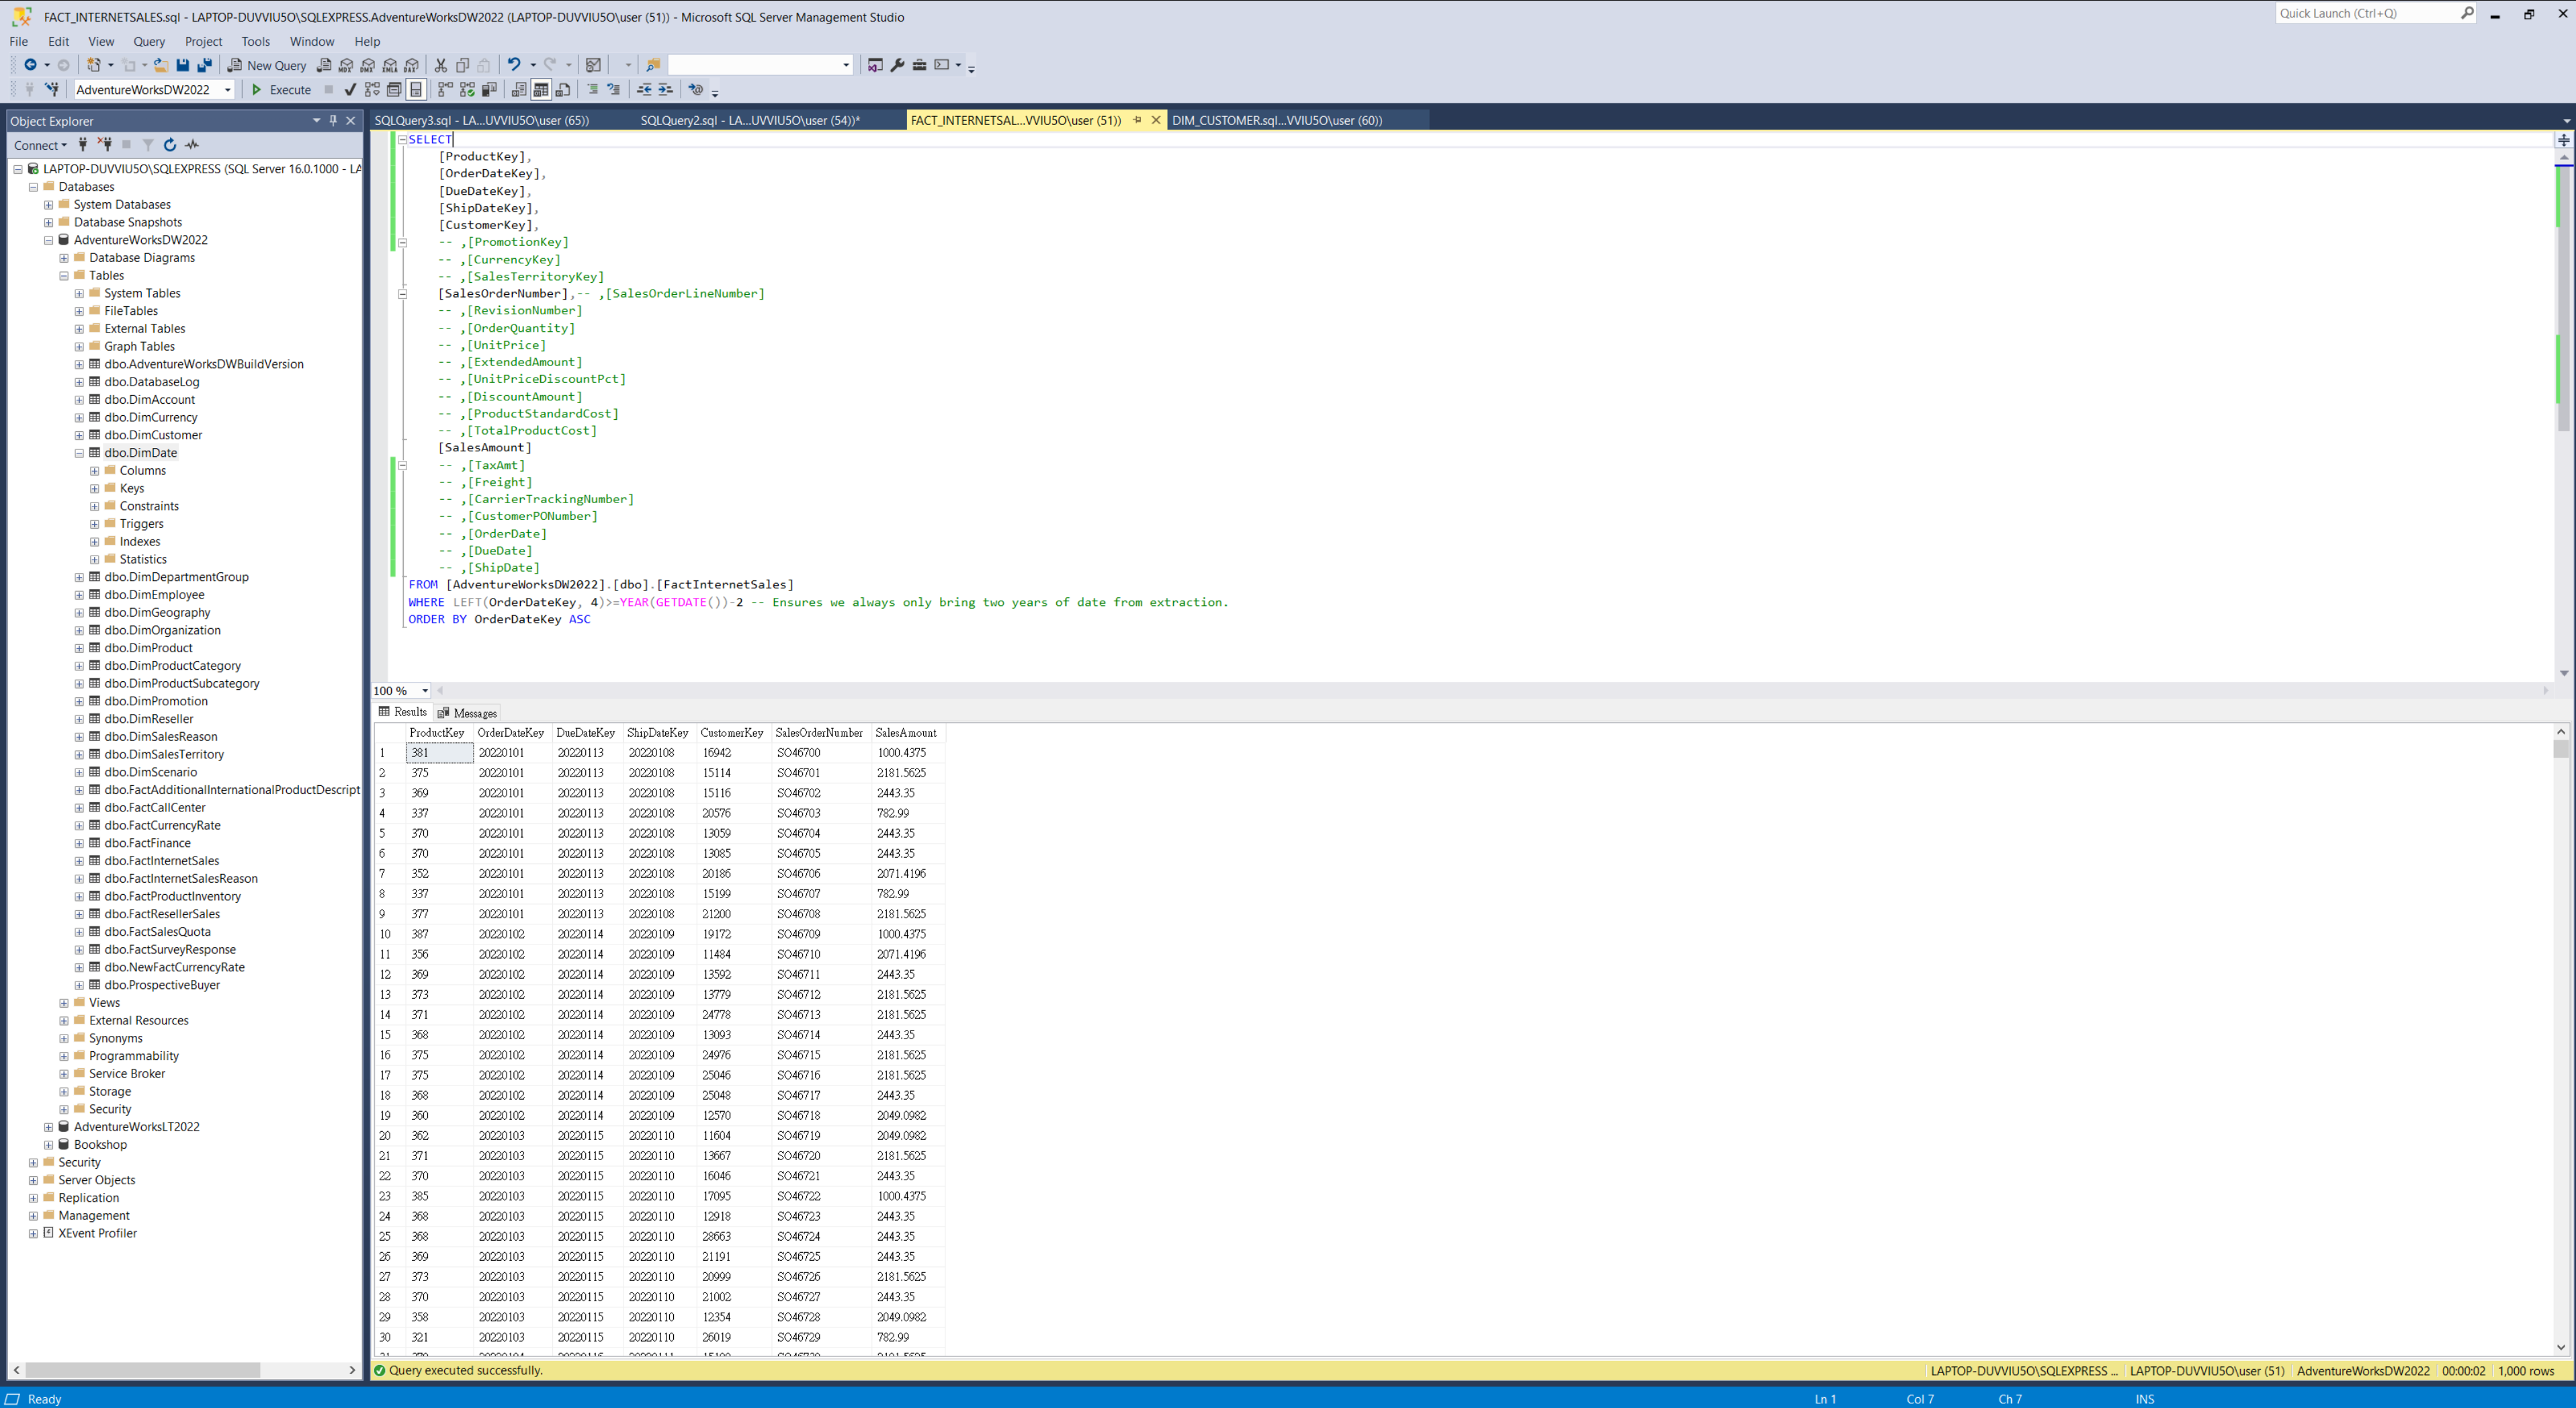 FACT_INTERNETSALES.sql - LAPTOP-DUVVIU5O\SQLEXPRESS.AdventureWorksDW2022 (LAPTOP-DUVVIU5O\user (51)) - Microsoft SQL Server Management Studio
Quick Launch (Ctrl+Q)
File Edit View Query Project Tools Window Help
New Query MDX DMX XMLA DAX
AdventureWorksDW2022 Execute
Object Explorer
Connect
LAPTOP-DUVVIU5O\SQLEXPRESS (SQL Server 16.0.1000 - LA
Databases
System Databases
Database Snapshots
AdventureWorksDW2022
Database Diagrams
Tables
System Tables
FileTables
External Tables
Graph Tables
dbo.AdventureWorksDWBuildVersion
dbo.DatabaseLog
dbo.DimAccount
dbo.DimCurrency
dbo.DimCustomer
dbo.DimDate
Columns
Keys
Constraints
Triggers
Indexes
Statistics
dbo.DimDepartmentGroup
dbo.DimEmployee
dbo.DimGeography
dbo.DimOrganization
dbo.DimProduct
dbo.DimProductCategory
dbo.DimProductSubcategory
dbo.DimPromotion
dbo.DimReseller
dbo.DimSalesReason
dbo.DimSalesTerritory
dbo.DimScenario
dbo.FactAdditionalInternationalProductDescript
dbo.FactCallCenter
dbo.FactCurrencyRate
dbo.FactFinance
dbo.FactInternetSales
dbo.FactInternetSalesReason
dbo.FactProductInventory
dbo.FactResellerSales
dbo.FactSalesQuota
dbo.FactSurveyResponse
dbo.NewFactCurrencyRate
dbo.ProspectiveBuyer
Views
External Resources
Synonyms
Programmability
Service Broker
Storage
Security
AdventureWorksLT2022
Bookshop
Security
Server Objects
Replication
Management
XEvent Profiler
SQLQuery3.sql - LA...UVVIU5O\user (65)) SQLQuery2.sql - LA...UVVIU5O\user (54))* FACT_INTERNETSAL...VVIU5O\user (51)) DIM_CUSTOMER.sql...VVIU5O\user (60))
SELECT
[ProductKey],
[OrderDateKey],
[DueDateKey],
[ShipDateKey],
[CustomerKey],
-- ,[PromotionKey]
-- ,[CurrencyKey]
-- ,[SalesTerritoryKey]
[SalesOrderNumber],-- ,[SalesOrderLineNumber]
-- ,[RevisionNumber]
-- ,[OrderQuantity]
-- ,[UnitPrice]
-- ,[ExtendedAmount]
-- ,[UnitPriceDiscountPct]
-- ,[DiscountAmount]
-- ,[ProductStandardCost]
-- ,[TotalProductCost]
[SalesAmount]
-- ,[TaxAmt]
-- ,[Freight]
-- ,[CarrierTrackingNumber]
-- ,[CustomerPONumber]
-- ,[OrderDate]
-- ,[DueDate]
-- ,[ShipDate]
FROM [AdventureWorksDW2022].[dbo].[FactInternetSales]
WHERE LEFT(OrderDateKey, 4)>=YEAR(GETDATE())-2 -- Ensures we always only bring two years of date from extraction.
ORDER BY OrderDateKey ASC
100 %
Results Messages
ProductKey OrderDateKey DueDateKey ShipDateKey CustomerKey SalesOrderNumber SalesAmount
1 381 20220101 20220113 20220108 16942 SO46700 1000.4375
2 375 20220101 20220113 20220108 15114 SO46701 2181.5625
3 369 20220101 20220113 20220108 15116 SO46702 2443.35
4 337 20220101 20220113 20220108 20576 SO46703 782.99
5 370 20220101 20220113 20220108 13059 SO46704 2443.35
6 370 20220101 20220113 20220108 13085 SO46705 2443.35
7 352 20220101 20220113 20220108 20186 SO46706 2071.4196
8 337 20220101 20220113 20220108 15199 SO46707 782.99
9 377 20220101 20220113 20220108 21200 SO46708 2181.5625
10 387 20220102 20220114 20220109 19172 SO46709 1000.4375
11 356 20220102 20220114 20220109 11484 SO46710 2071.4196
12 369 20220102 20220114 20220109 13592 SO46711 2443.35
13 373 20220102 20220114 20220109 13779 SO46712 2181.5625
14 371 20220102 20220114 20220109 24778 SO46713 2181.5625
15 368 20220102 20220114 20220109 13093 SO46714 2443.35
16 375 20220102 20220114 20220109 24976 SO46715 2181.5625
17 375 20220102 20220114 20220109 25046 SO46716 2181.5625
18 368 20220102 20220114 20220109 25048 SO46717 2443.35
19 360 20220102 20220114 20220109 12570 SO46718 2049.0982
20 362 20220103 20220115 20220110 11604 SO46719 2049.0982
21 371 20220103 20220115 20220110 13667 SO46720 2181.5625
22 370 20220103 20220115 20220110 16046 SO46721 2443.35
23 385 20220103 20220115 20220110 17095 SO46722 1000.4375
24 368 20220103 20220115 20220110 12918 SO46723 2443.35
25 368 20220103 20220115 20220110 28663 SO46724 2443.35
26 369 20220103 20220115 20220110 21191 SO46725 2443.35
27 373 20220103 20220115 20220110 20999 SO46726 2181.5625
28 370 20220103 20220115 20220110 21002 SO46727 2443.35
29 358 20220103 20220115 20220110 12354 SO46728 2049.0982
30 321 20220103 20220115 20220110 26019 SO46729 782.99
Query executed successfully. LAPTOP-DUVVIU5O\SQLEXPRESS ... LAPTOP-DUVVIU5O\user (51) AdventureWorksDW2022 00:00:02 1,000 rows
Ready Ln 1 Col 7 Ch 7 INS